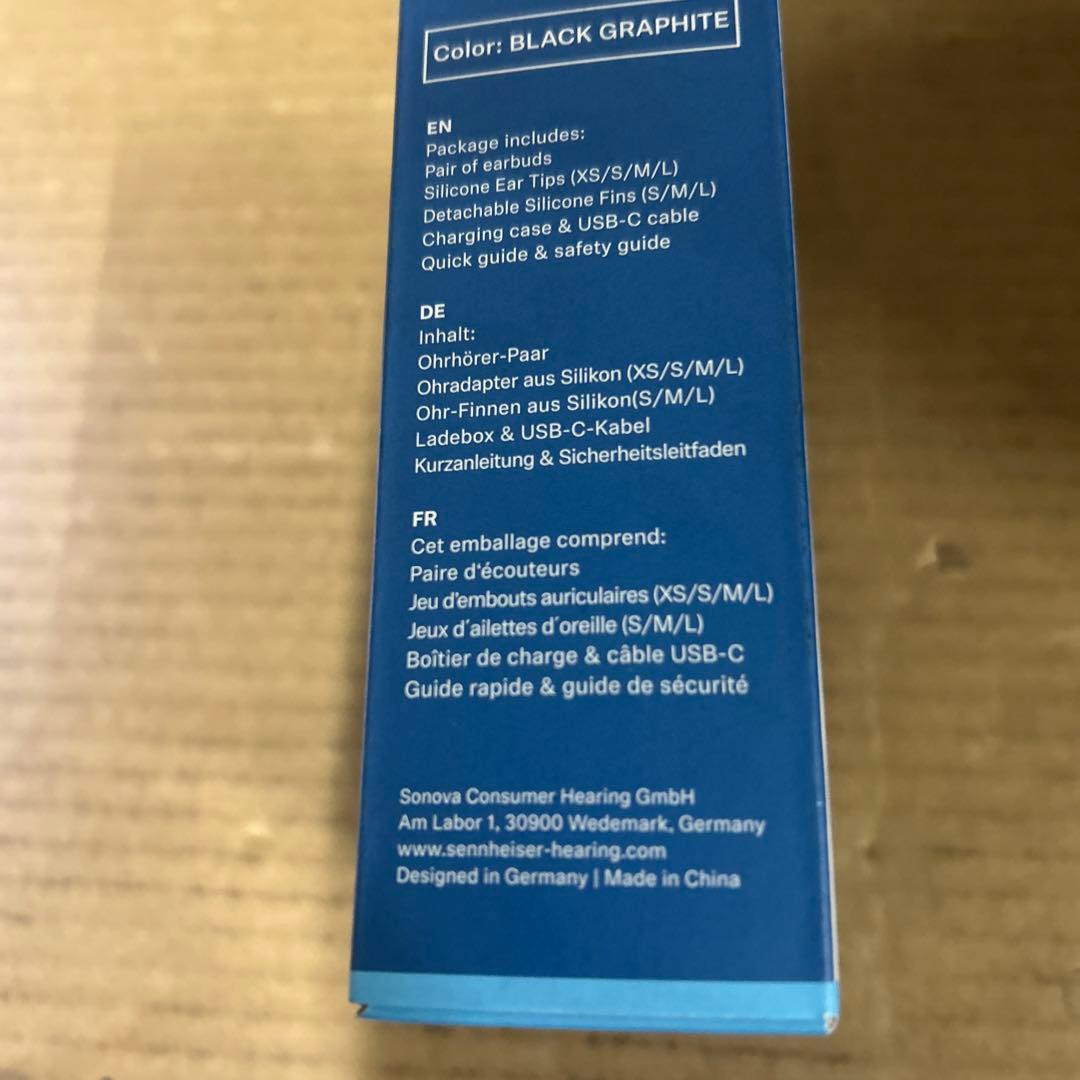 Color: BLACK GRAPHITE
EN
Package includes:
Pair of earbuds
Silicone Ear Tips (XS/S/M/L)
Detachable Silicone Fins (S/M/L)
Charging case & USB-C cable
Quick guide & safety guide
DE
Inhalt:
Ohrhörer-Paar
Ohradapter aus Silikon (XS/S/M/L)
Ohr-Finnen aus Silikon(S/M/L)
Ladebox & USB-C-Kabel
Kurzanleitung & Sicherheitsleitfaden
FR
Cet emballage comprend:
Paire d'écouteurs
Jeu d'embouts auriculaires (XS/S/M/L)
Jeux d'ailettes d'oreille (S/M/L)
Boîtier de charge & câble USB-C
Guide rapide & guide de sécurité
Sonova Consumer Hearing GmbH
Am Labor 1, 30900 Wedemark, Germany
www.sennheiser-hearing.com
Designed in Germany | Made in China